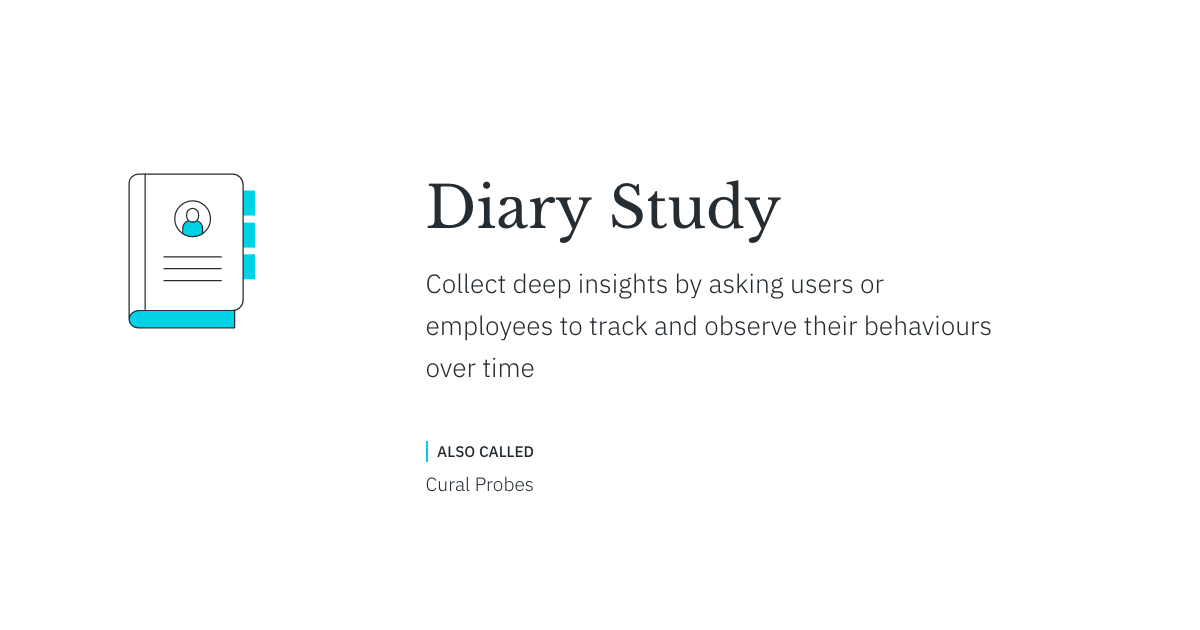 Diary Study
Collect deep insights by asking users or
employees to track and observe their behaviours
over time
ALSO CALLED
Cural Probes